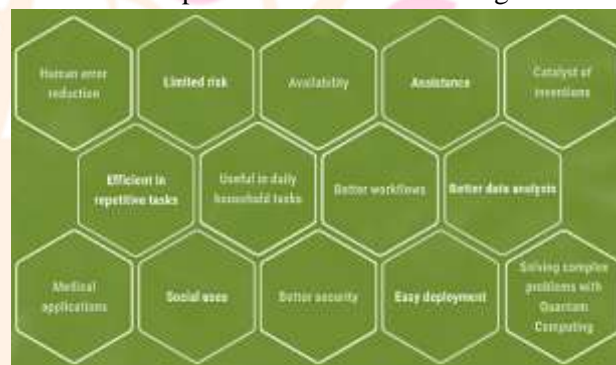 Human error
reduction
Limited risk
Availability
Assistance
Catalyst of
inventions
Efficient in
repetitive tasks
Useful in daily
household tasks
Better workflows
Better data analysis
Medical
applications
Social uses
Better security
Easy deployment
Solving complex
problems with
Quantum
Computing